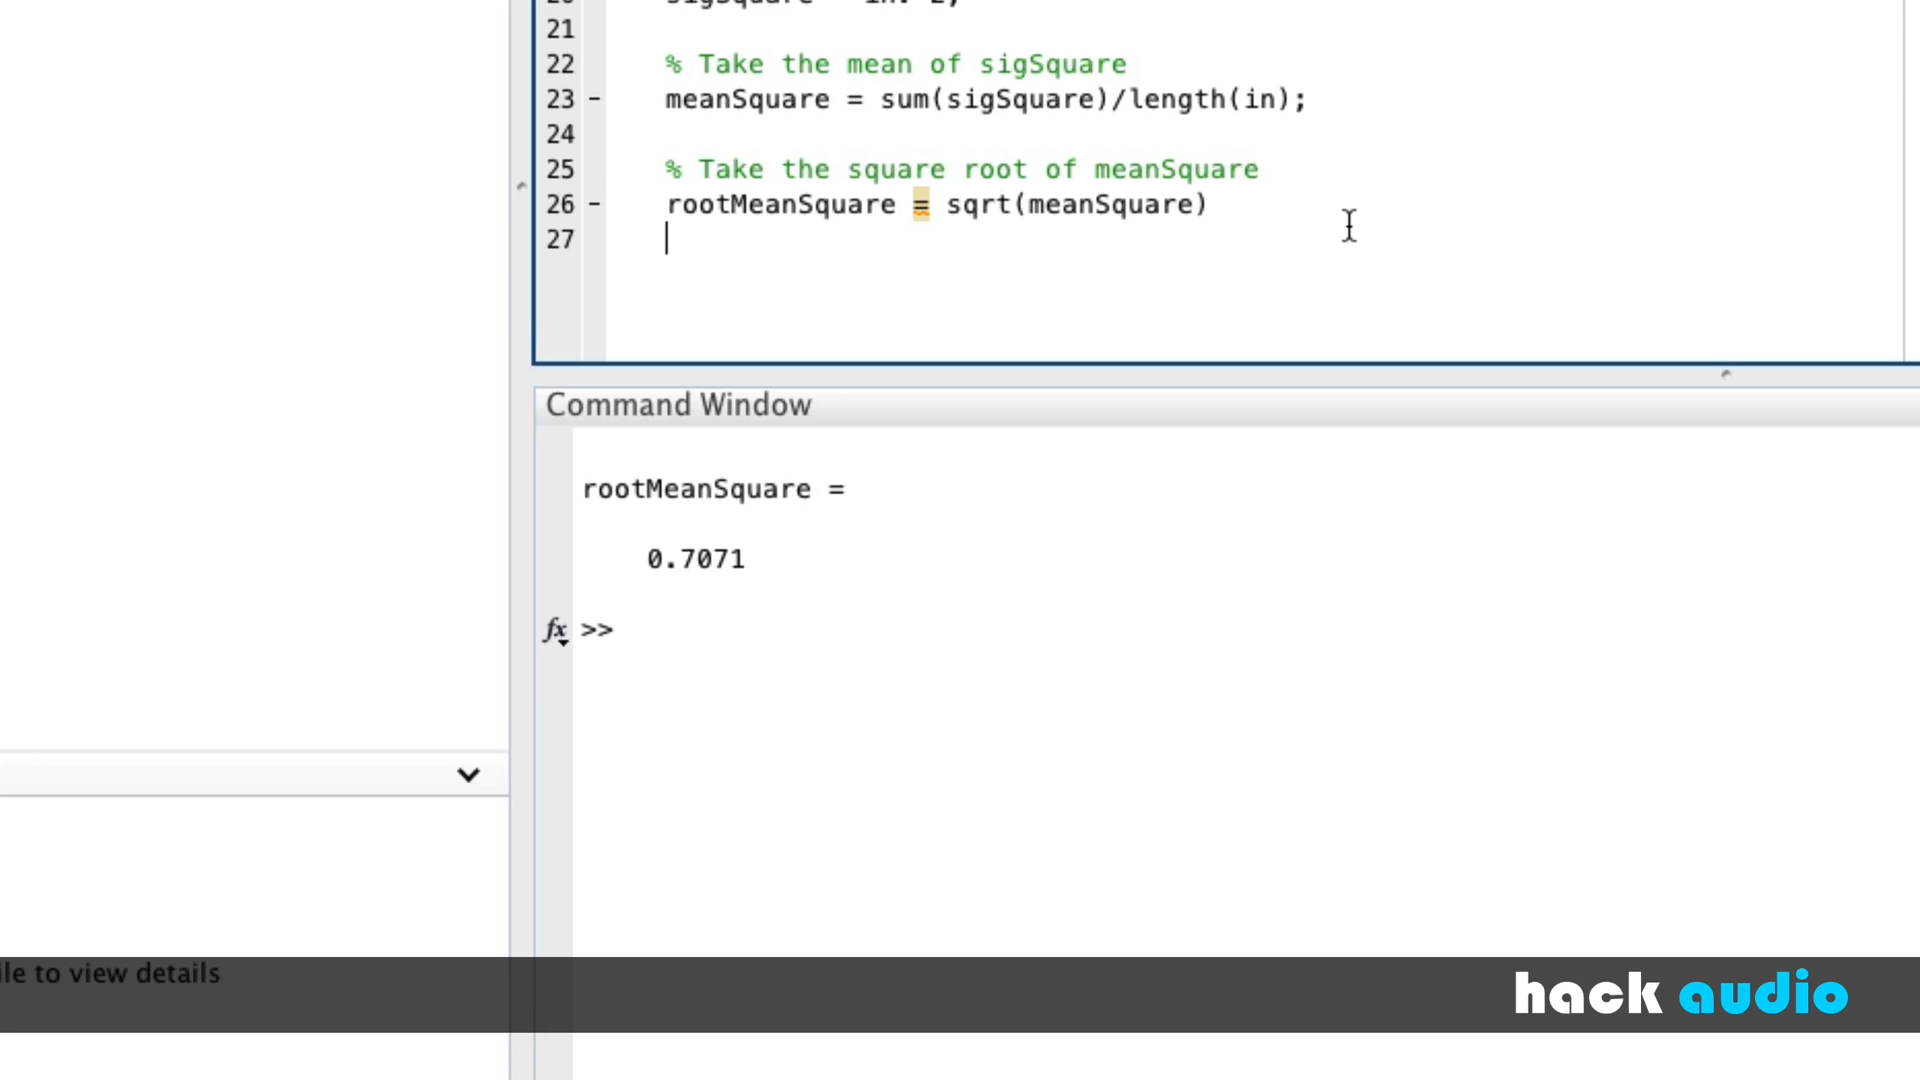 21
22 % Take the mean of sigSquare
23 - meanSquare = sum(sigSquare)/length(in);
24
25 % Take the square root of meanSquare
26 - rootMeanSquare = sqrt(meanSquare)
27
Command Window
rootMeanSquare =
0.7071
fx >>
to view details
hack audio